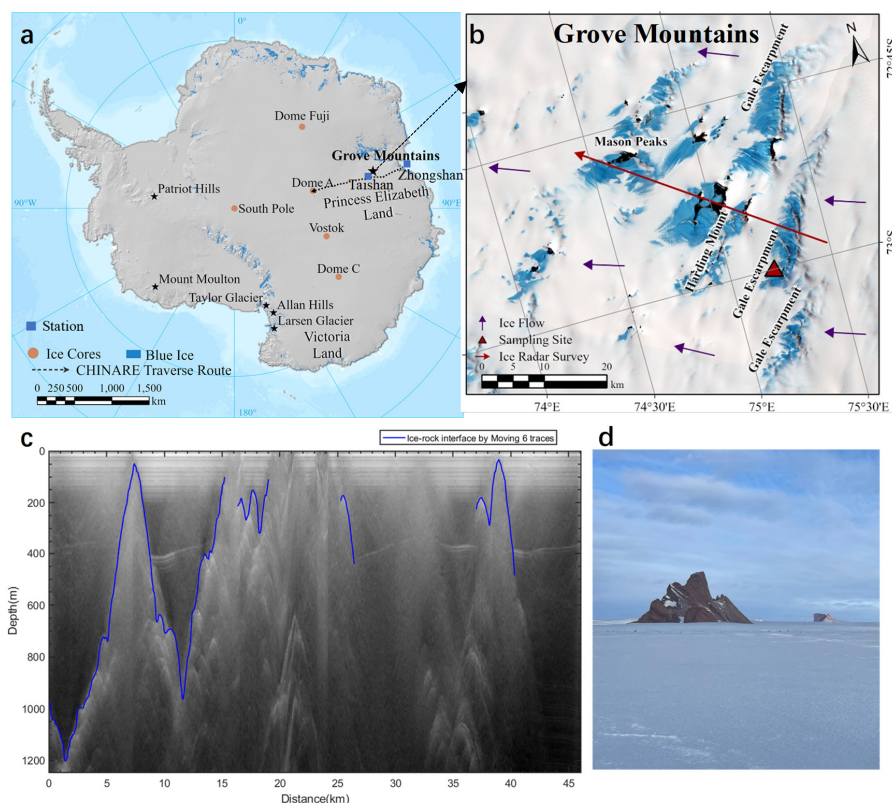 a
Dome Fuji
Grove Mountains
Dome A
Taishan
Zhongshan
Princess Elizabeth
Land
Patriot Hills
90°W
South Pole
90°E
Vostok
Dome C
Mount Moulton
Taylor Glacier
Allan Hills
Larsen Glacier
Victoria
Land
Station
Ice Cores
Blue Ice
CHINARE Traverse Route
0 250500 1,000 1,500
km
180°
b
Grove Mountains
N
72°45'S
Gale Escarpment
Mason Peaks
Harding Mount
Gale Escarpment
73°S
Gale Escarpment
Ice Flow
Sampling Site
Ice Radar Survey
0 5 10 20
km
74°E
74°30'E
75°E
75°30'E
c
Ice-rock interface by Moving 6 traces
0
200
400
600
800
1000
1200
Depth(m)
0 5 10 15 20 25 30 35 40 45
Distance(km)
d